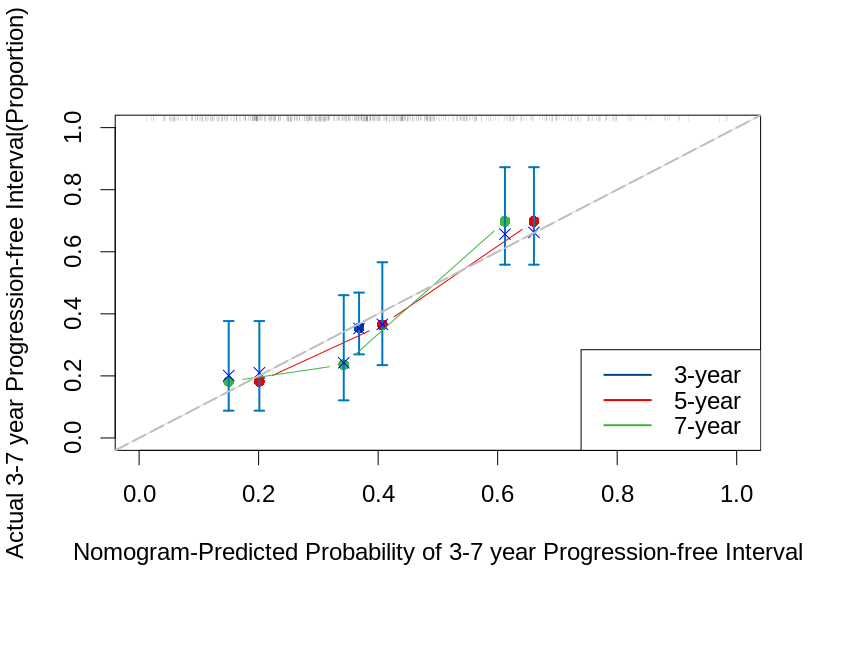 Actual 3-7 year Progression-free Interval(Proportion)
1.0
0.8
0.6
0.4
0.2
0.0
3-year
5-year
7-year
0.0 0.2 0.4 0.6 0.8 1.0
Nomogram-Predicted Probability of 3-7 year Progression-free Interval